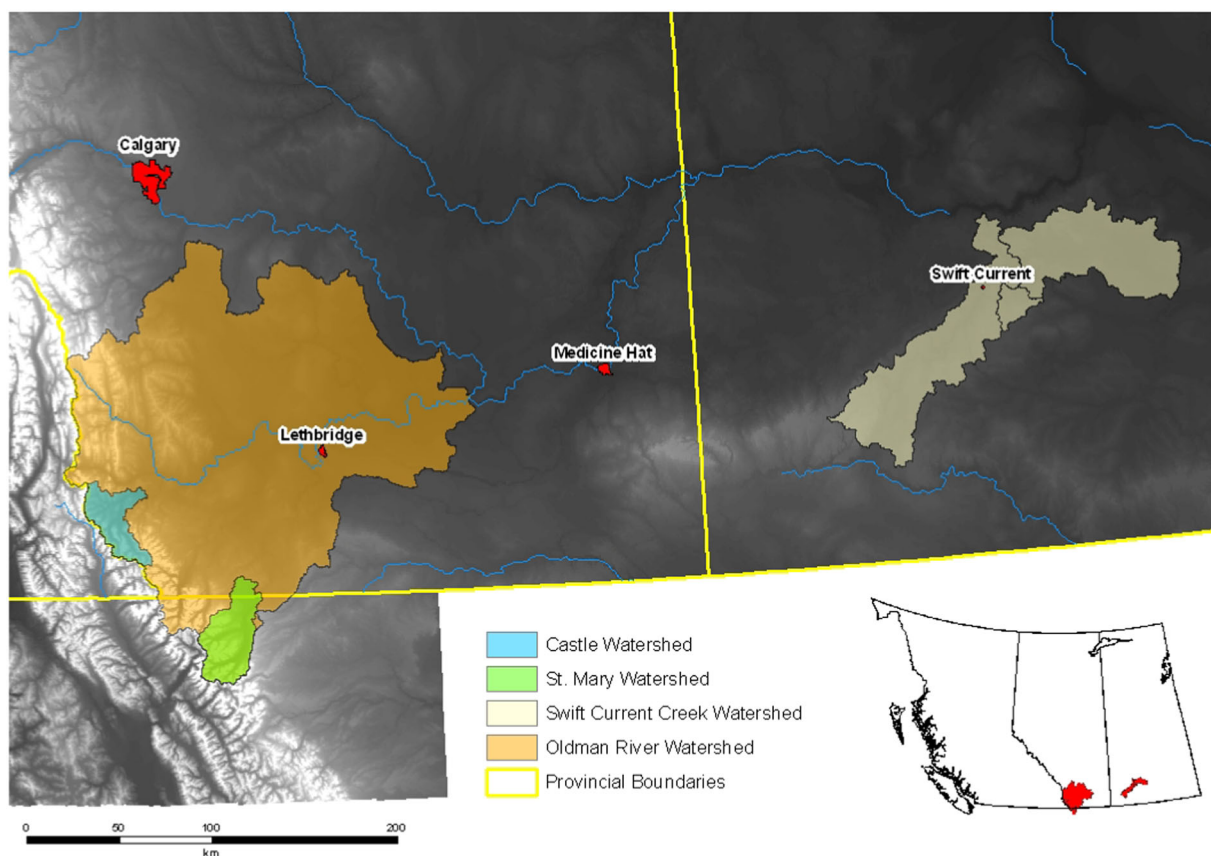 Calgary
Swift Current
Medicine Hat
Lethbridge
Castle Watershed
St. Mary Watershed
Swift Current Creek Watershed
Oldman River Watershed
Provincial Boundaries
0 50 100 200
km